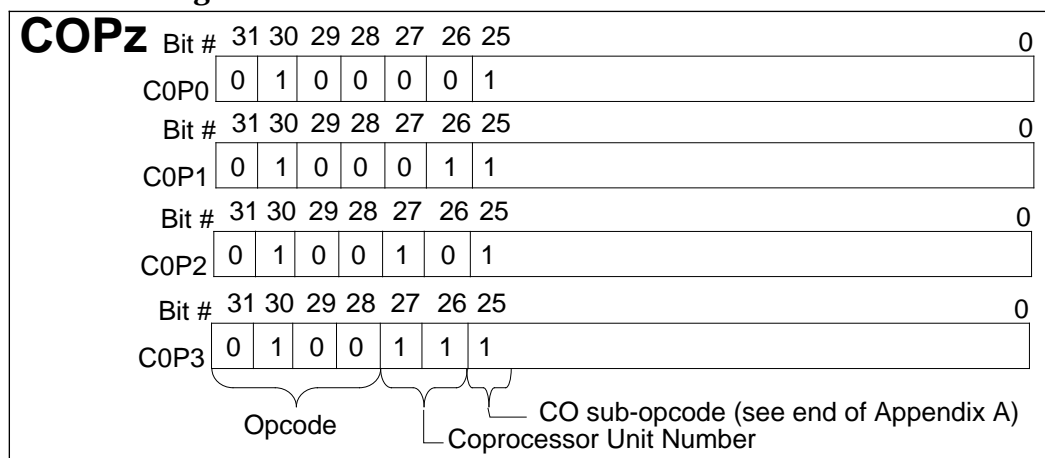 COPz Bit # 31 30 29 28 27 26 25 0
C0P0 0 1 0 0 0 0 1
Bit # 31 30 29 28 27 26 25 0
C0P1 0 1 0 0 0 1 1
Bit # 31 30 29 28 27 26 25 0
C0P2 0 1 0 0 1 0 1
Bit # 31 30 29 28 27 26 25 0
C0P3 0 1 0 0 1 1 1
CO sub-opcode (see end of Appendix A)
Opcode
Coprocessor Unit Number